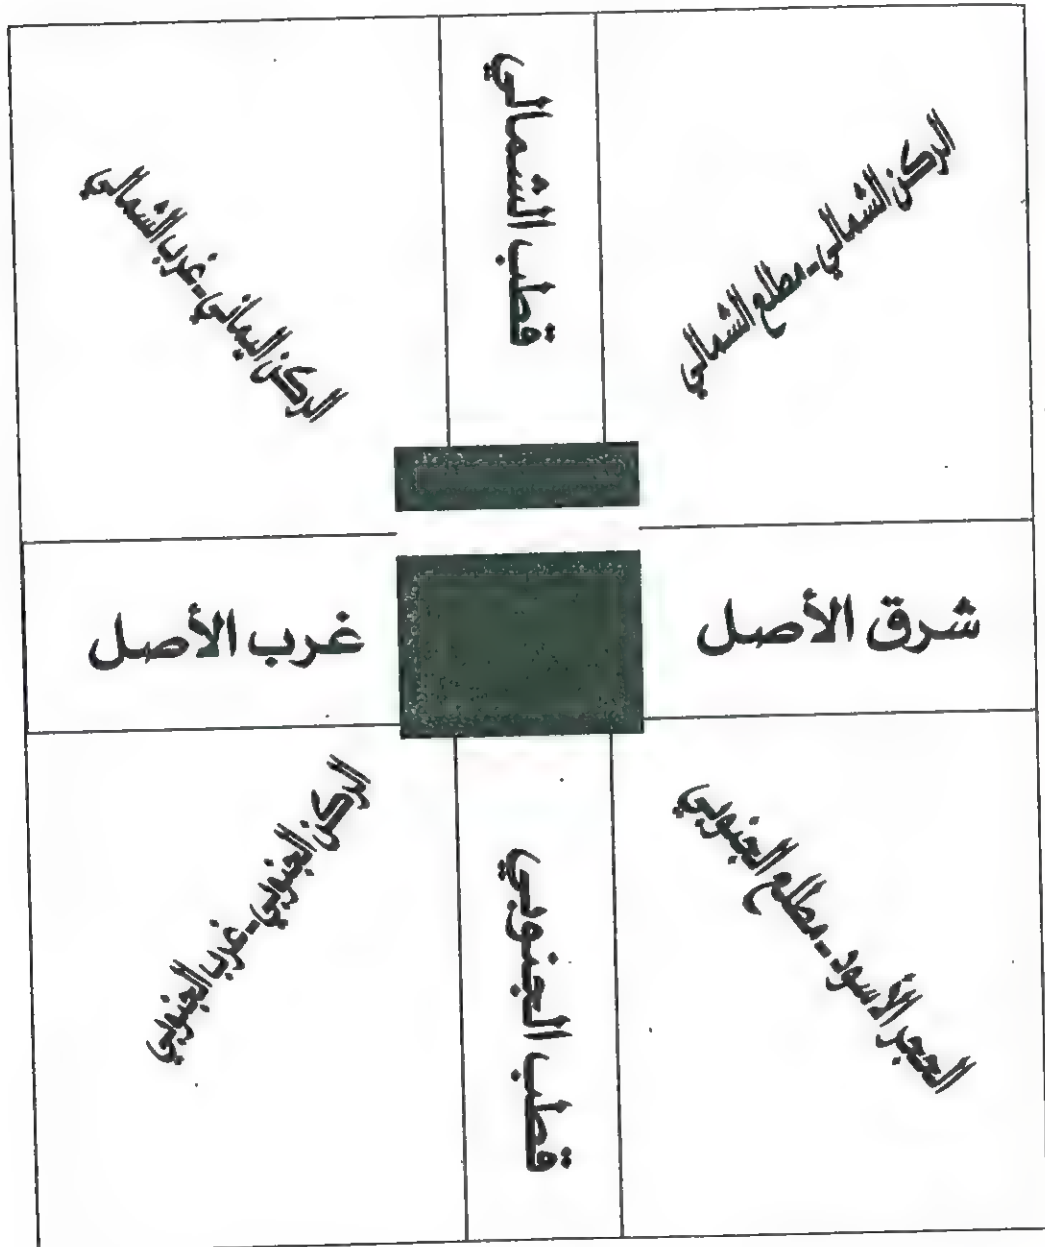 الركن الشمالي - مطلع الشمالي
قطب الشمالي
الركن اليماني - غرب الشمالي
شرق الأصل
غرب الأصل
الحجر الأسود - مطلع الجنوبي
قطب الجنوبي
الركن الجنوبي - غرب الجنوبي